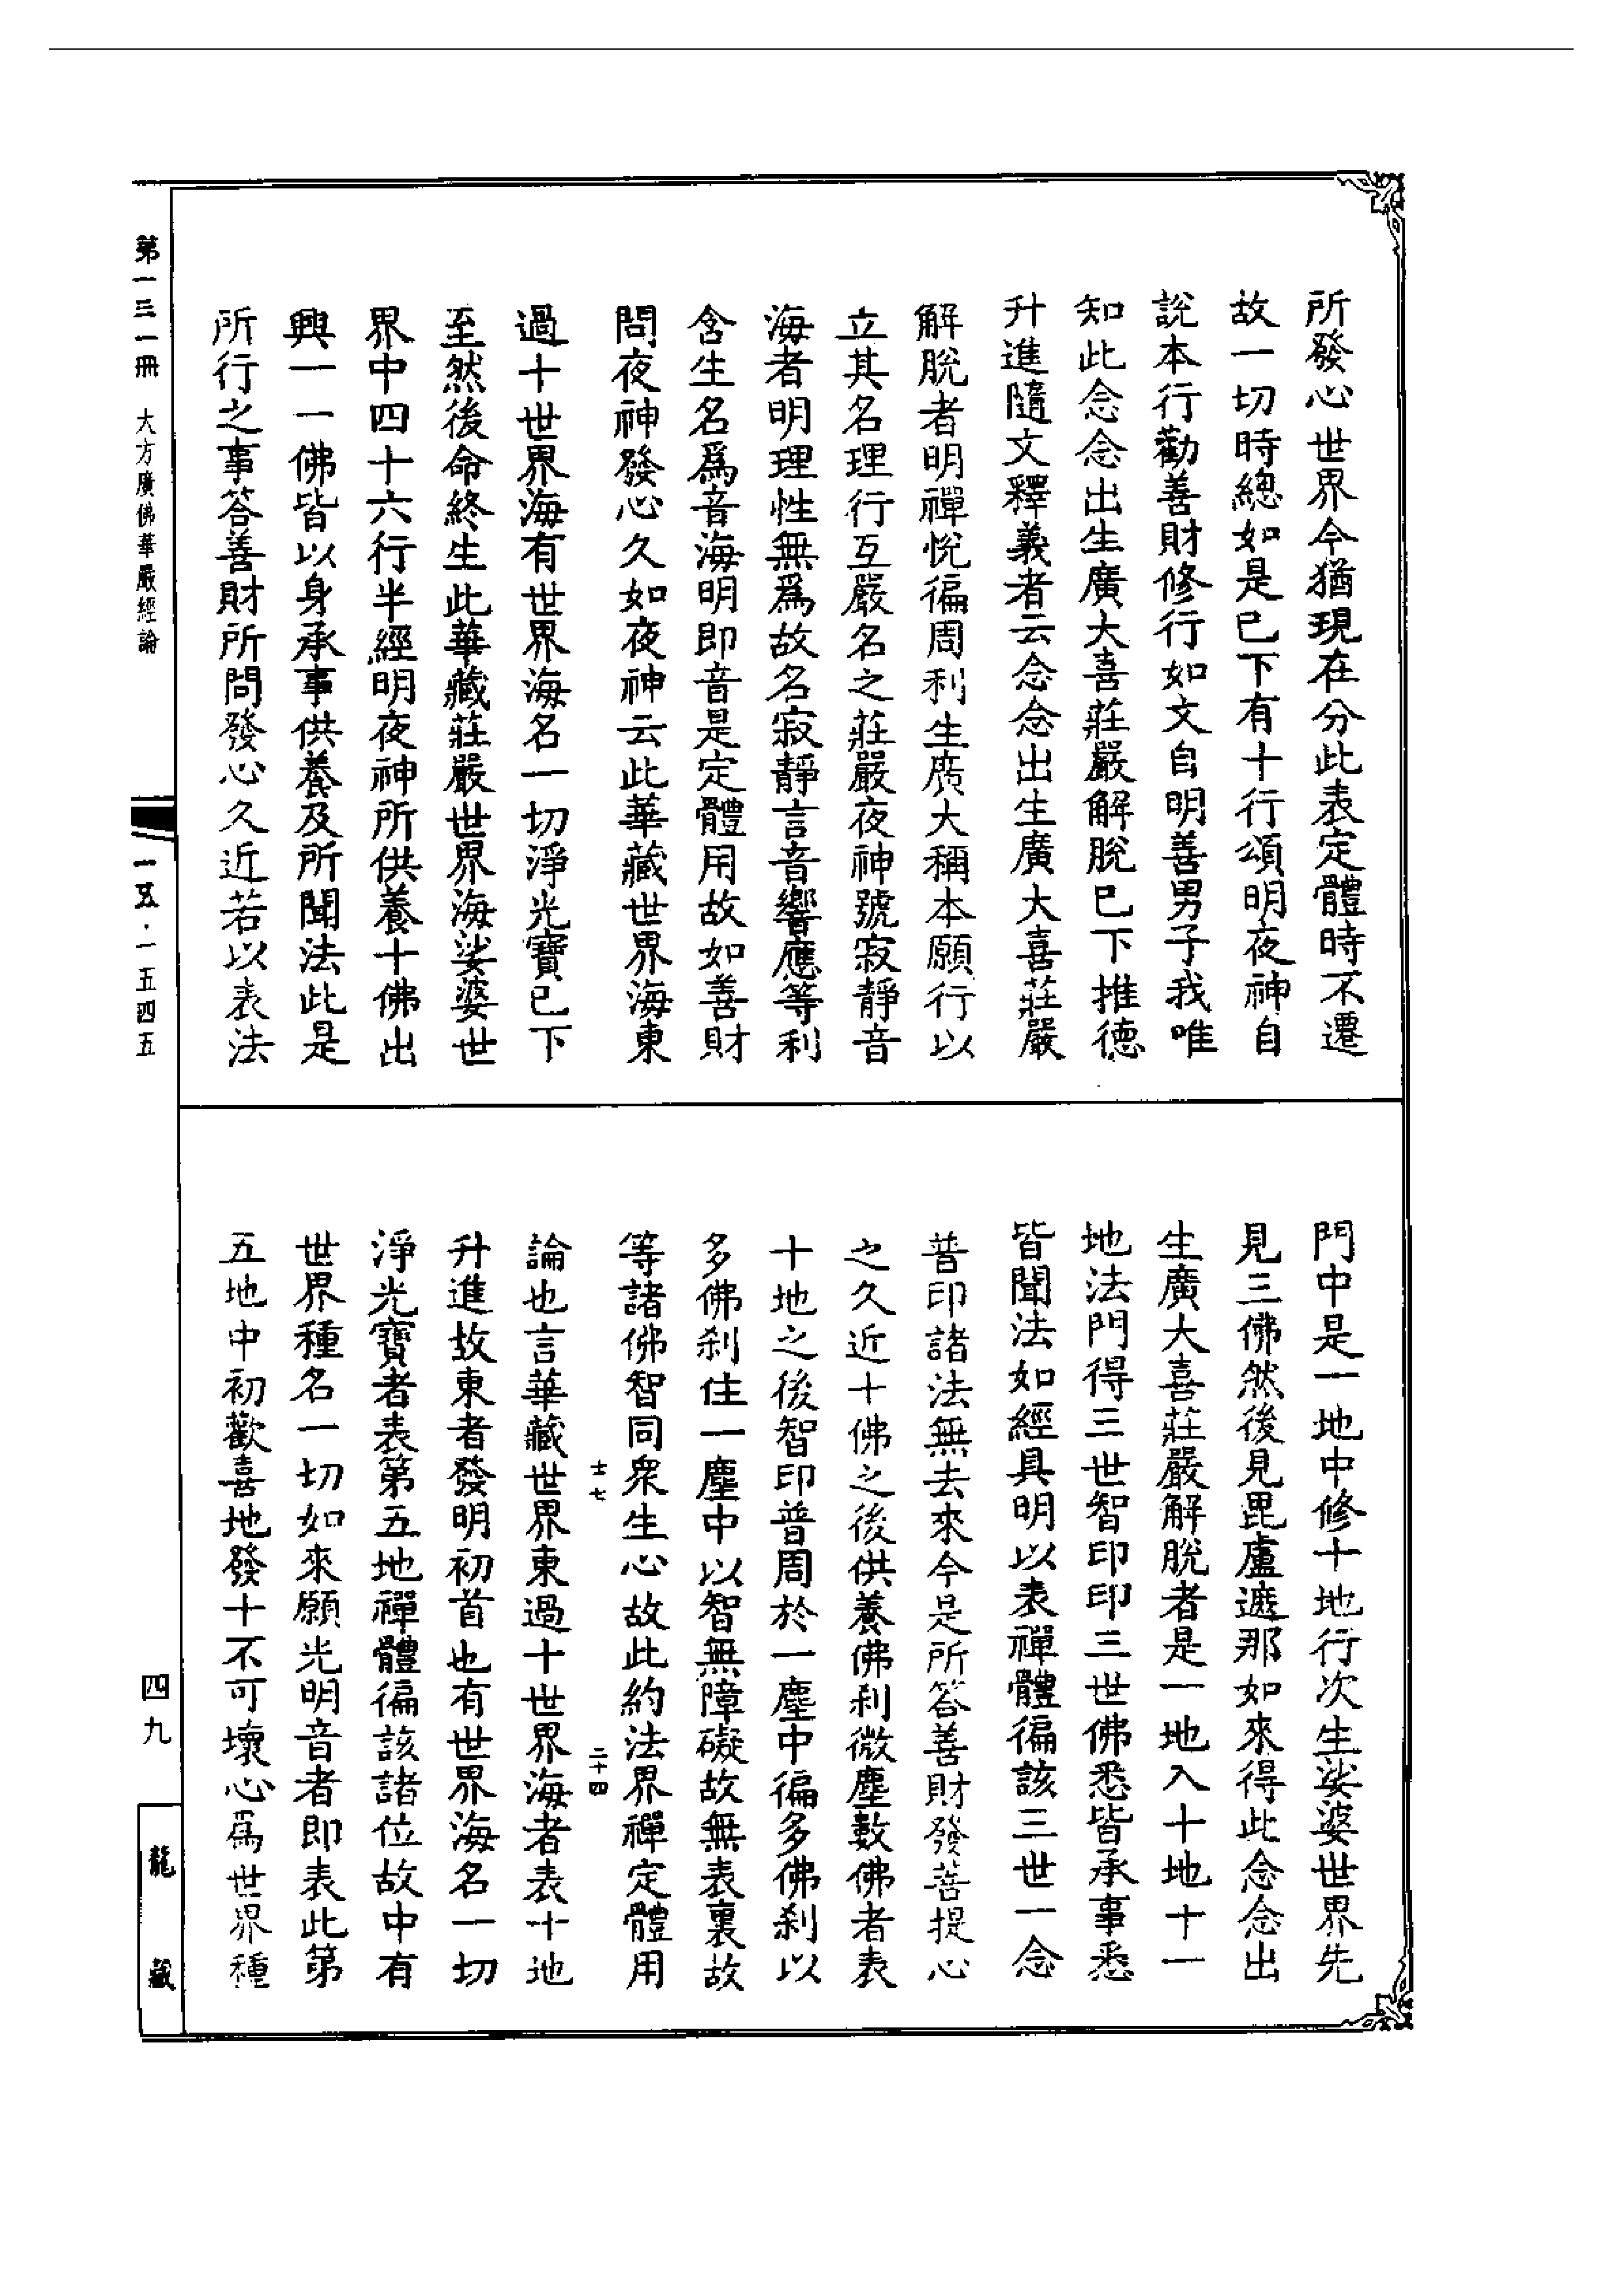 所發心世界今猶現在分此表定體時不遷
故一切時總如是已下有十行頌明夜神自
說本行勸善財修行如文自明善男子我唯
知此念念出生廣大喜莊嚴解脫已下推德
升進隨文釋義者云念念出生廣大喜莊嚴
解脫者明禪悅徧周利生廣大稱本願行以
立其名理行互嚴名之莊嚴夜神號寂靜音
海者明理性無爲故名寂靜言音響應等利
含生名爲音海明即音是定體用故如善財
問夜神發心久如夜神云此華藏世界海東
過十世界海有世界海名一切淨光寶已下
至然後命終生此華藏莊嚴世界海娑婆世
界中四十六行半經明夜神所供養十佛出
興一一佛皆以身承事供養及所聞法此是
所行之事答善財所問發心久近若以表法
門中是一地中修十地行次生娑婆世界先
見三佛然後見毘盧遮那如來得此念念出
生廣大喜莊嚴解脫者是一地入十地十一
地法門得三世智印印三世佛悉皆承事悉
皆聞法如經具明以表禪體徧該三世一念
普印諸法無去來今是所答善財發菩提心
之久近十佛之後供養佛刹微塵數佛者表
十地之後智印普周於一塵中徧多佛刹以
多佛刹住一塵中以智無障礙故無表裏故
等諸佛智同衆生心故此約法界禪定體用
士七 二十四
論也言華藏世界東過十世界海者表十地
升進故東者發明初首也有世界海名一切
淨光寶者表第五地禪體徧該諸位故中有
世界種名一切如來願光明音者即表此第
五地中初歡喜地發十不可壞心爲世界種
第一三一冊 大方廣佛華嚴經論
一五·一五四五
四九
龍藏